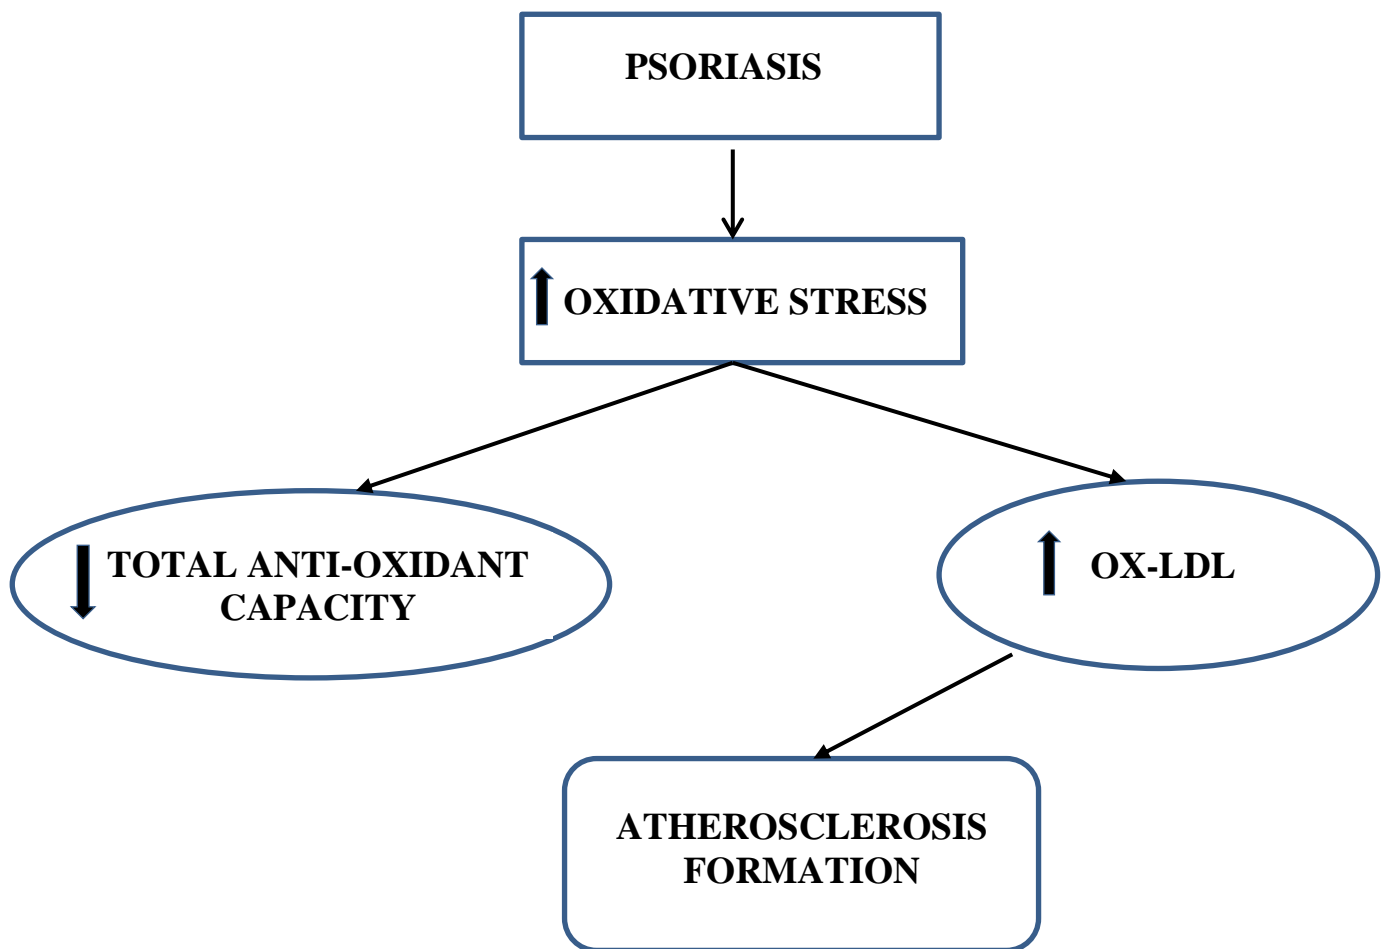 PSORIASIS
OXIDATIVE STRESS
TOTAL ANTI-OXIDANT
CAPACITY
OX-LDL
ATHEROSCLEROSIS
FORMATION